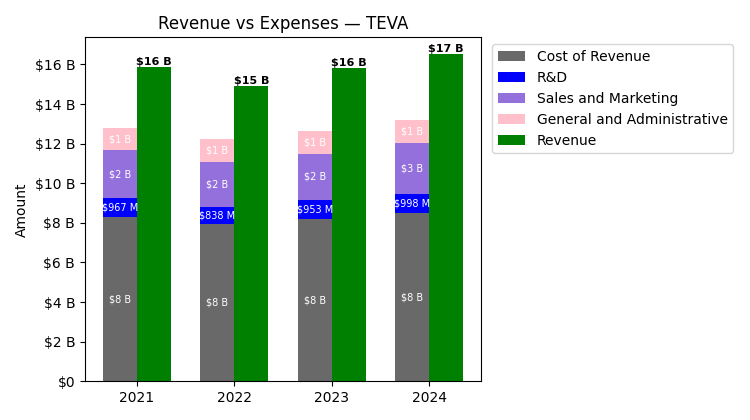 Revenue vs Expenses — TEVA
$16 B
$14 B
$12 B
$10 B
$8 B
$6 B
$4 B
$2 B
$0
Amount
$16 B
$15 B
$16 B
$17 B
$1 B
$1 B
$1 B
$1 B
$2 B
$2 B
$2 B
$3 B
$967 M
$838 M
$953 M
$998 M
$8 B
$8 B
$8 B
$8 B
2021
2022
2023
2024
Cost of Revenue
R&D
Sales and Marketing
General and Administrative
Revenue